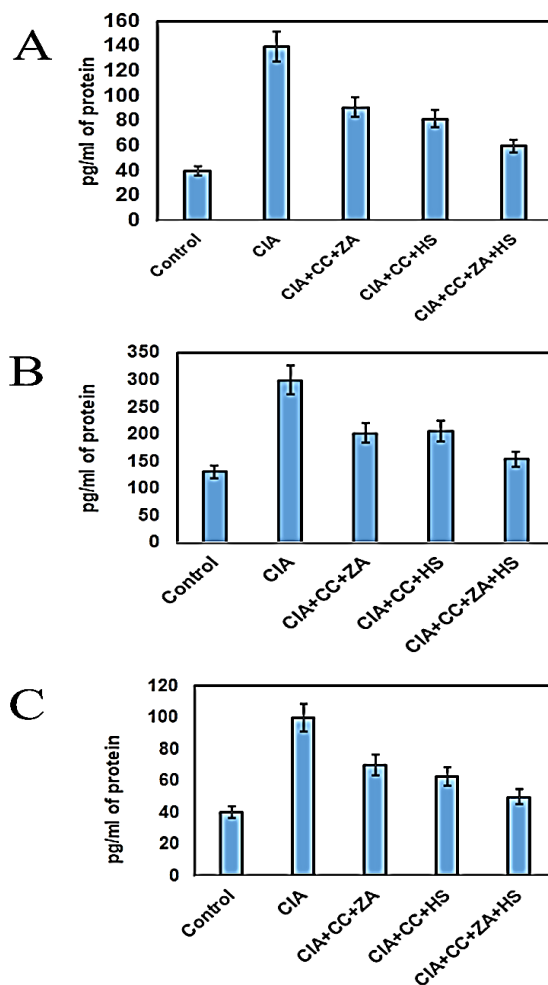 A
pg/ml of protein
160
140
120
100
80
60
40
20
0
Control
CIA
CIA+CC+ZA
CIA+CC+HS
CIA+CC+ZA+HS
B
pg/ml of protein
350
300
250
200
150
100
50
0
Control
CIA
CIA+CC+ZA
CIA+CC+HS
CIA+CC+ZA+HS
C
pg/ml of protein
120
100
80
60
40
20
0
Control
CIA
CIA+CC+ZA
CIA+CC+HS
CIA+CC+ZA+HS